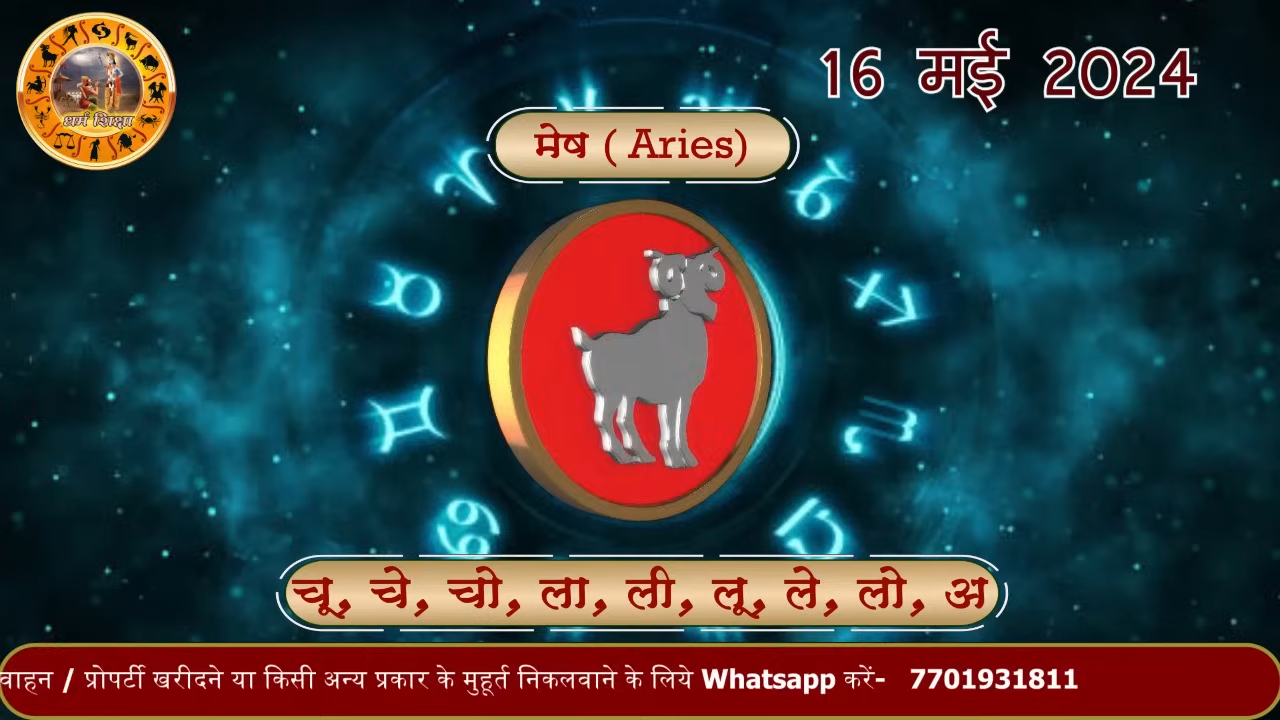 धर्म शिक्षा
16 मई 2024
मेष ( Aries)
चू, चे, चो, ला, ली, लू, ले, लो, अ
वाहन / प्रोपर्टी खरीदने या किसी अन्य प्रकार के मुहूर्त निकलवाने के लिये Whatsapp करें- 7701931811